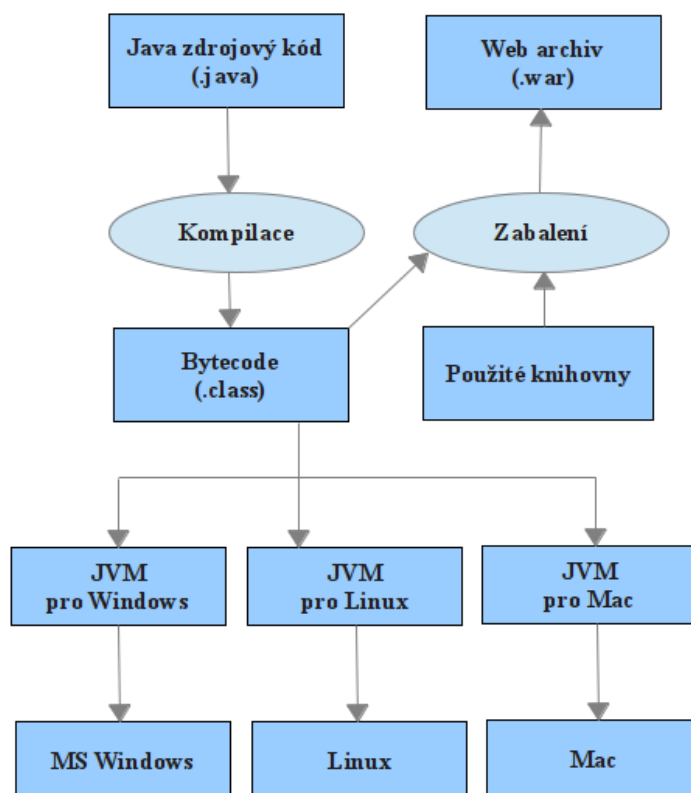 Java zdrojový kód
(.java)
Web archiv
(.war)
Kompilace
Zabalení
Bytecode
(.class)
Použité knihovny
JVM
pro Windows
JVM
pro Linux
JVM
pro Mac
MS Windows
Linux
Mac